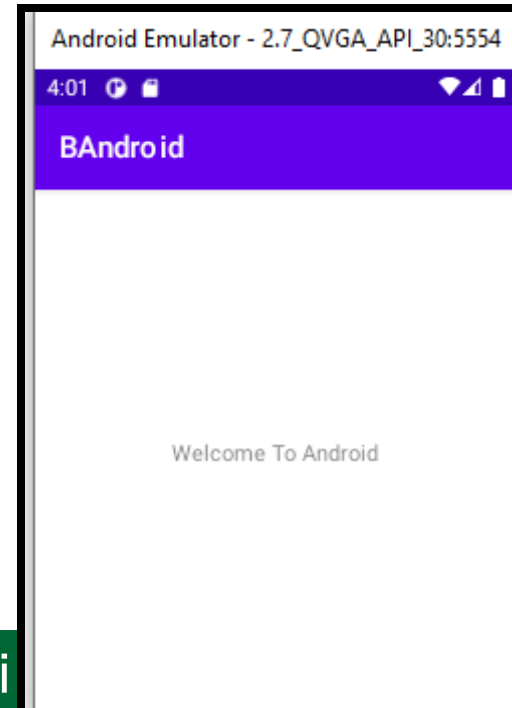 Android Emulator - 2.7_QVGA_API_30:5554
4:01
BAndroid
Welcome To Android
i